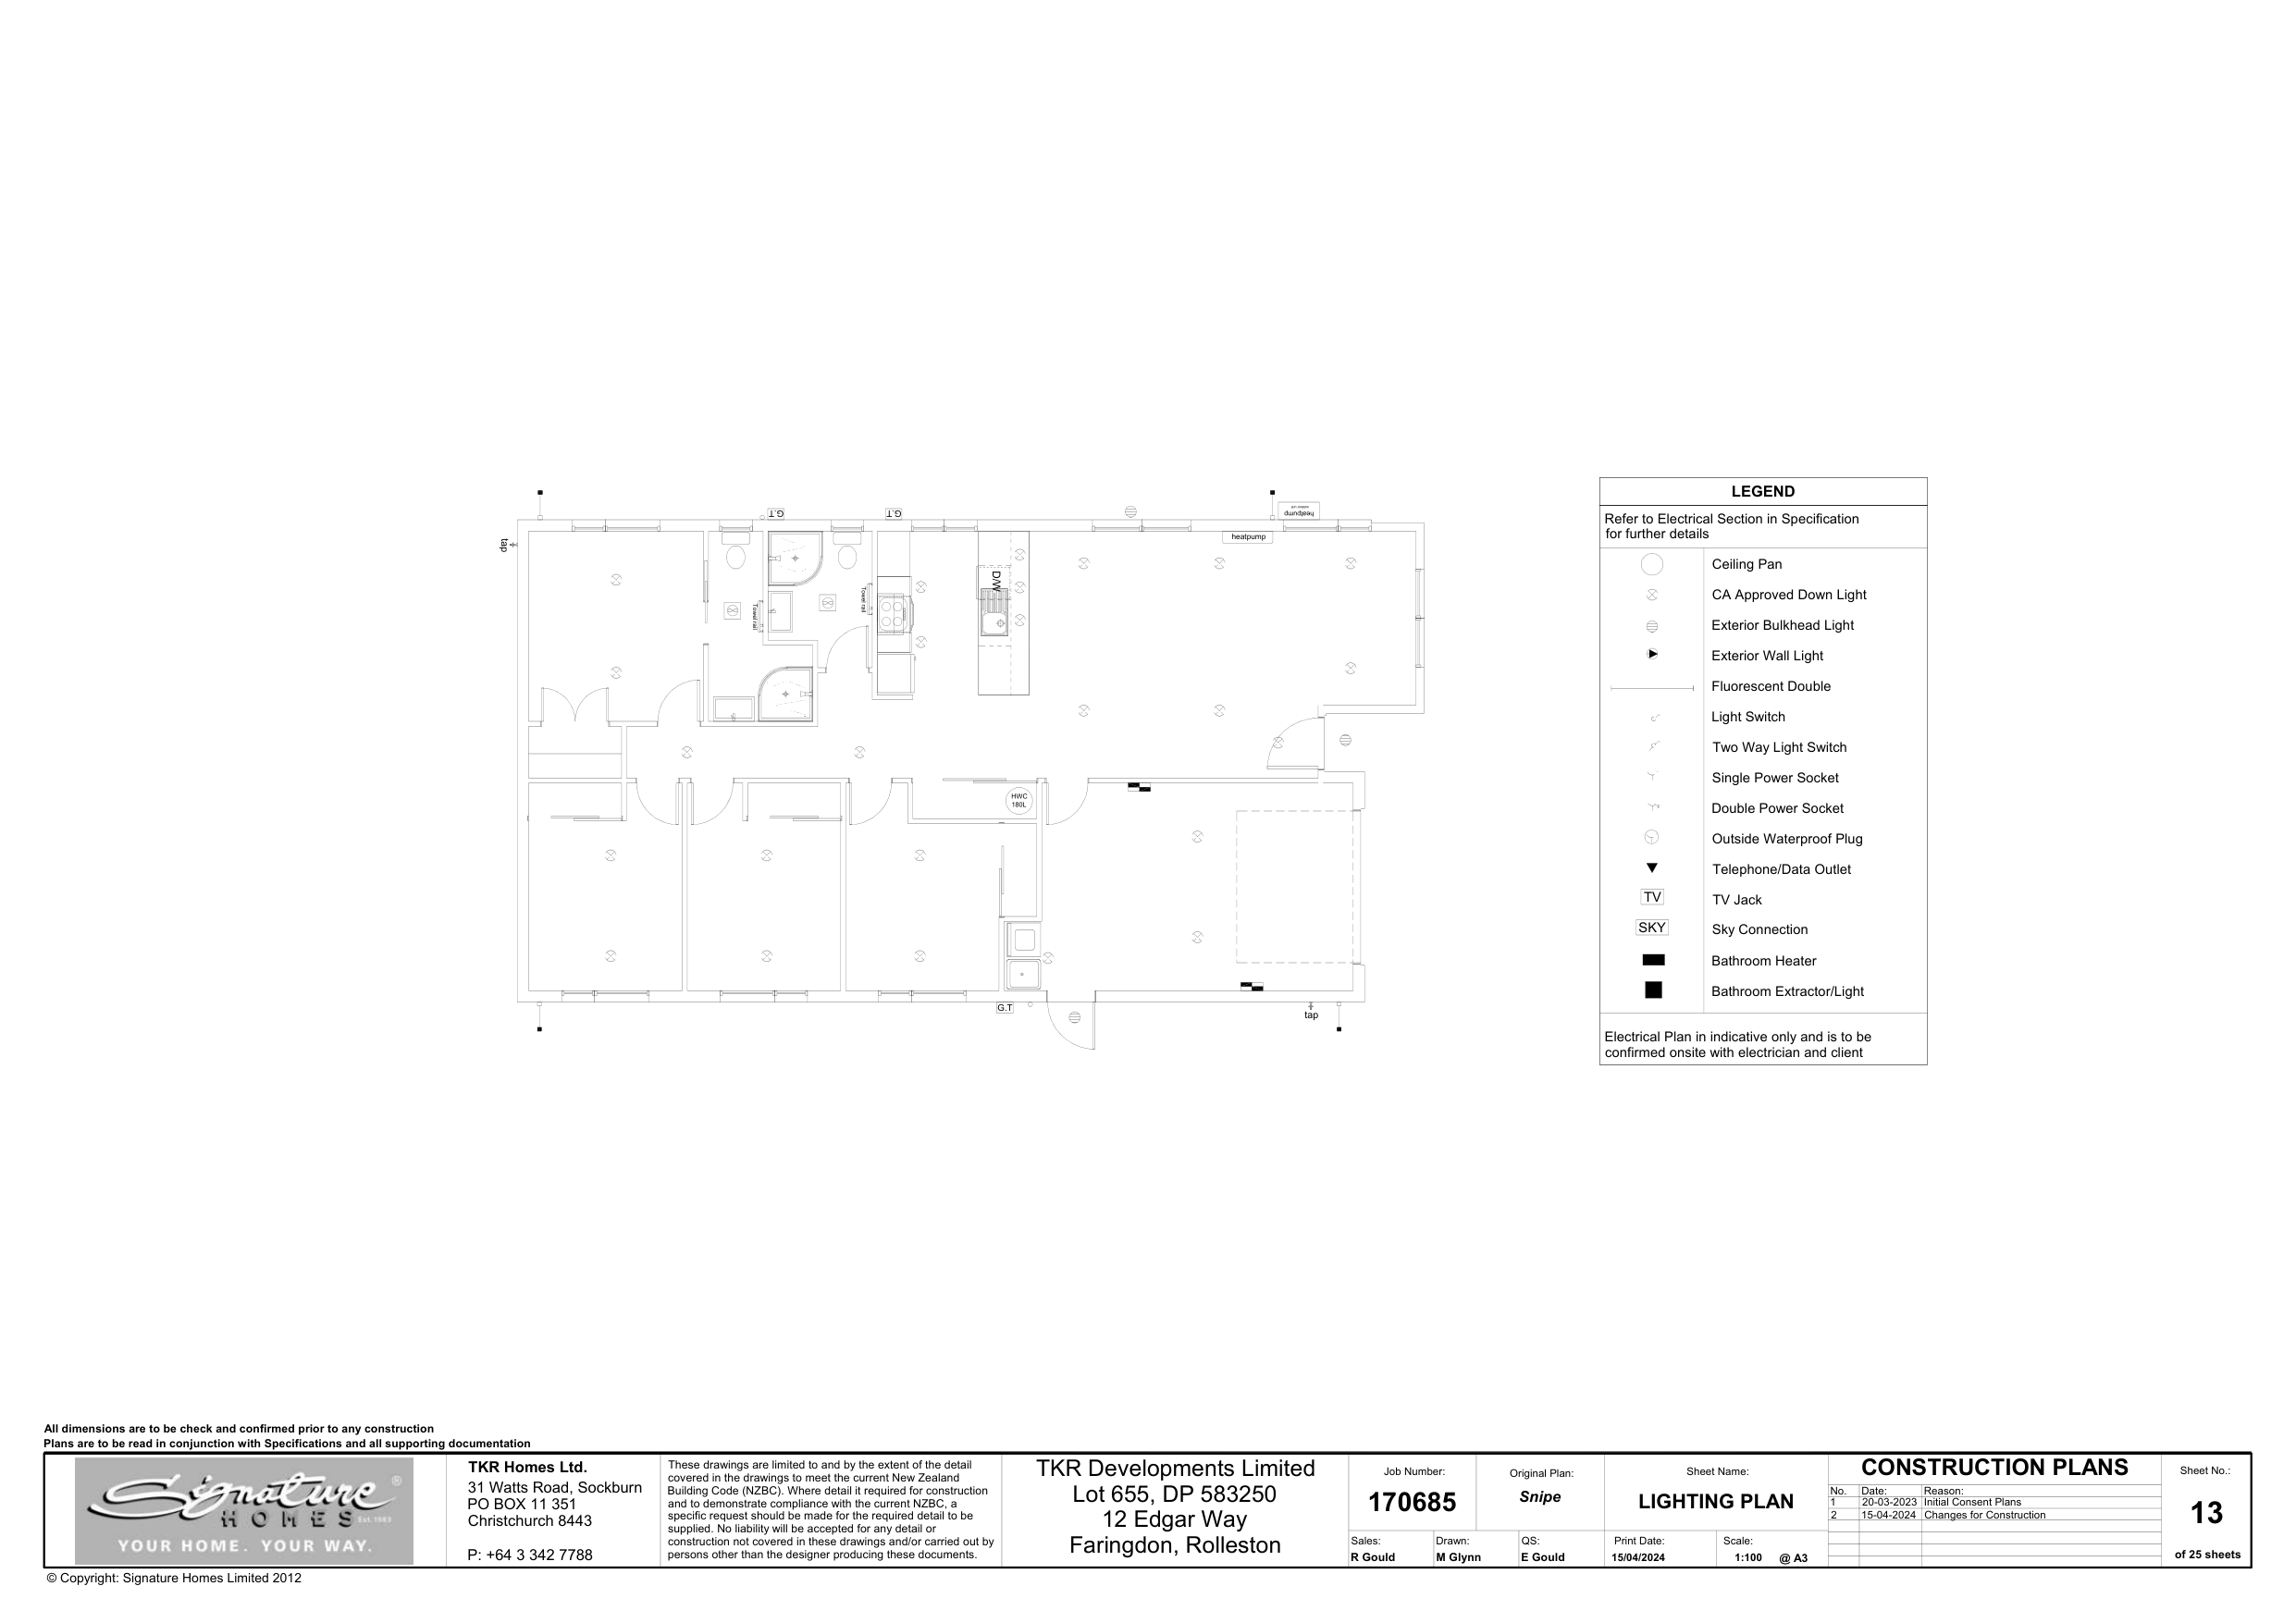 G.T
G.T
heatpump
outdoor unit
heatpump
tap
D/W
Towel rail
Towel rail
HWC
180L
G.T
tap
LEGEND
Refer to Electrical Section in Specification
for further details
Ceiling Pan
CA Approved Down Light
Exterior Bulkhead Light
Exterior Wall Light
Fluorescent Double
Light Switch
Two Way Light Switch
Single Power Socket
Double Power Socket
Outside Waterproof Plug
Telephone/Data Outlet
TV TV Jack
SKY Sky Connection
Bathroom Heater
Bathroom Extractor/Light
Electrical Plan in indicative only and is to be
confirmed onsite with electrician and client
All dimensions are to be check and confirmed prior to any construction
Plans are to be read in conjunction with Specifications and all supporting documentation
Signature ®
HOMES Est.1983
YOUR HOME. YOUR WAY.
TKR Homes Ltd.
31 Watts Road, Sockburn
PO BOX 11 351
Christchurch 8443
P: +64 3 342 7788
These drawings are limited to and by the extent of the detail
covered in the drawings to meet the current New Zealand
Building Code (NZBC). Where detail it required for construction
and to demonstrate compliance with the current NZBC, a
specific request should be made for the required detail to be
supplied. No liability will be accepted for any detail or
construction not covered in these drawings and/or carried out by
persons other than the designer producing these documents.
TKR Developments Limited
Lot 655, DP 583250
12 Edgar Way
Faringdon, Rolleston
Job Number:
170685
Original Plan:
Snipe
Sheet Name:
LIGHTING PLAN
Sales:
R Gould
Drawn:
M Glynn
QS:
E Gould
Print Date:
15/04/2024
Scale:
1:100 @ A3
CONSTRUCTION PLANS
No. Date: Reason:
1 20-03-2023 Initial Consent Plans
2 15-04-2024 Changes for Construction
Sheet No.:
13
of 25 sheets
© Copyright: Signature Homes Limited 2012